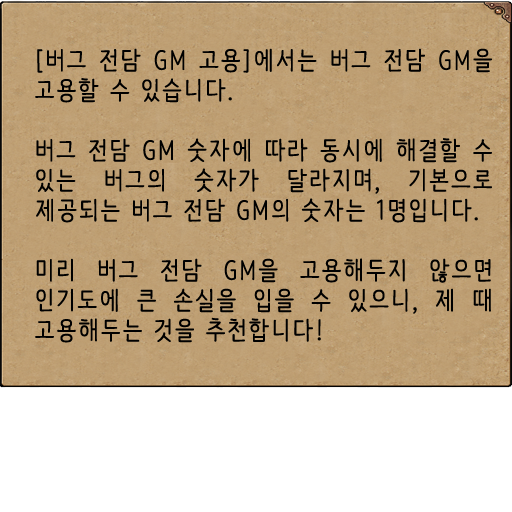 [버그 전담 GM 고용]에서는 버그 전담 GM을
고용할 수 있습니다.
버그 전담 GM 숫자에 따라 동시에 해결할 수
있는 버그의 숫자가 달라지며, 기본으로
제공되는 버그 전담 GM의 숫자는 1명입니다.
미리 버그 전담 GM을 고용해두지 않으면
인기도에 큰 손실을 입을 수 있으니, 제 때
고용해두는 것을 추천합니다!